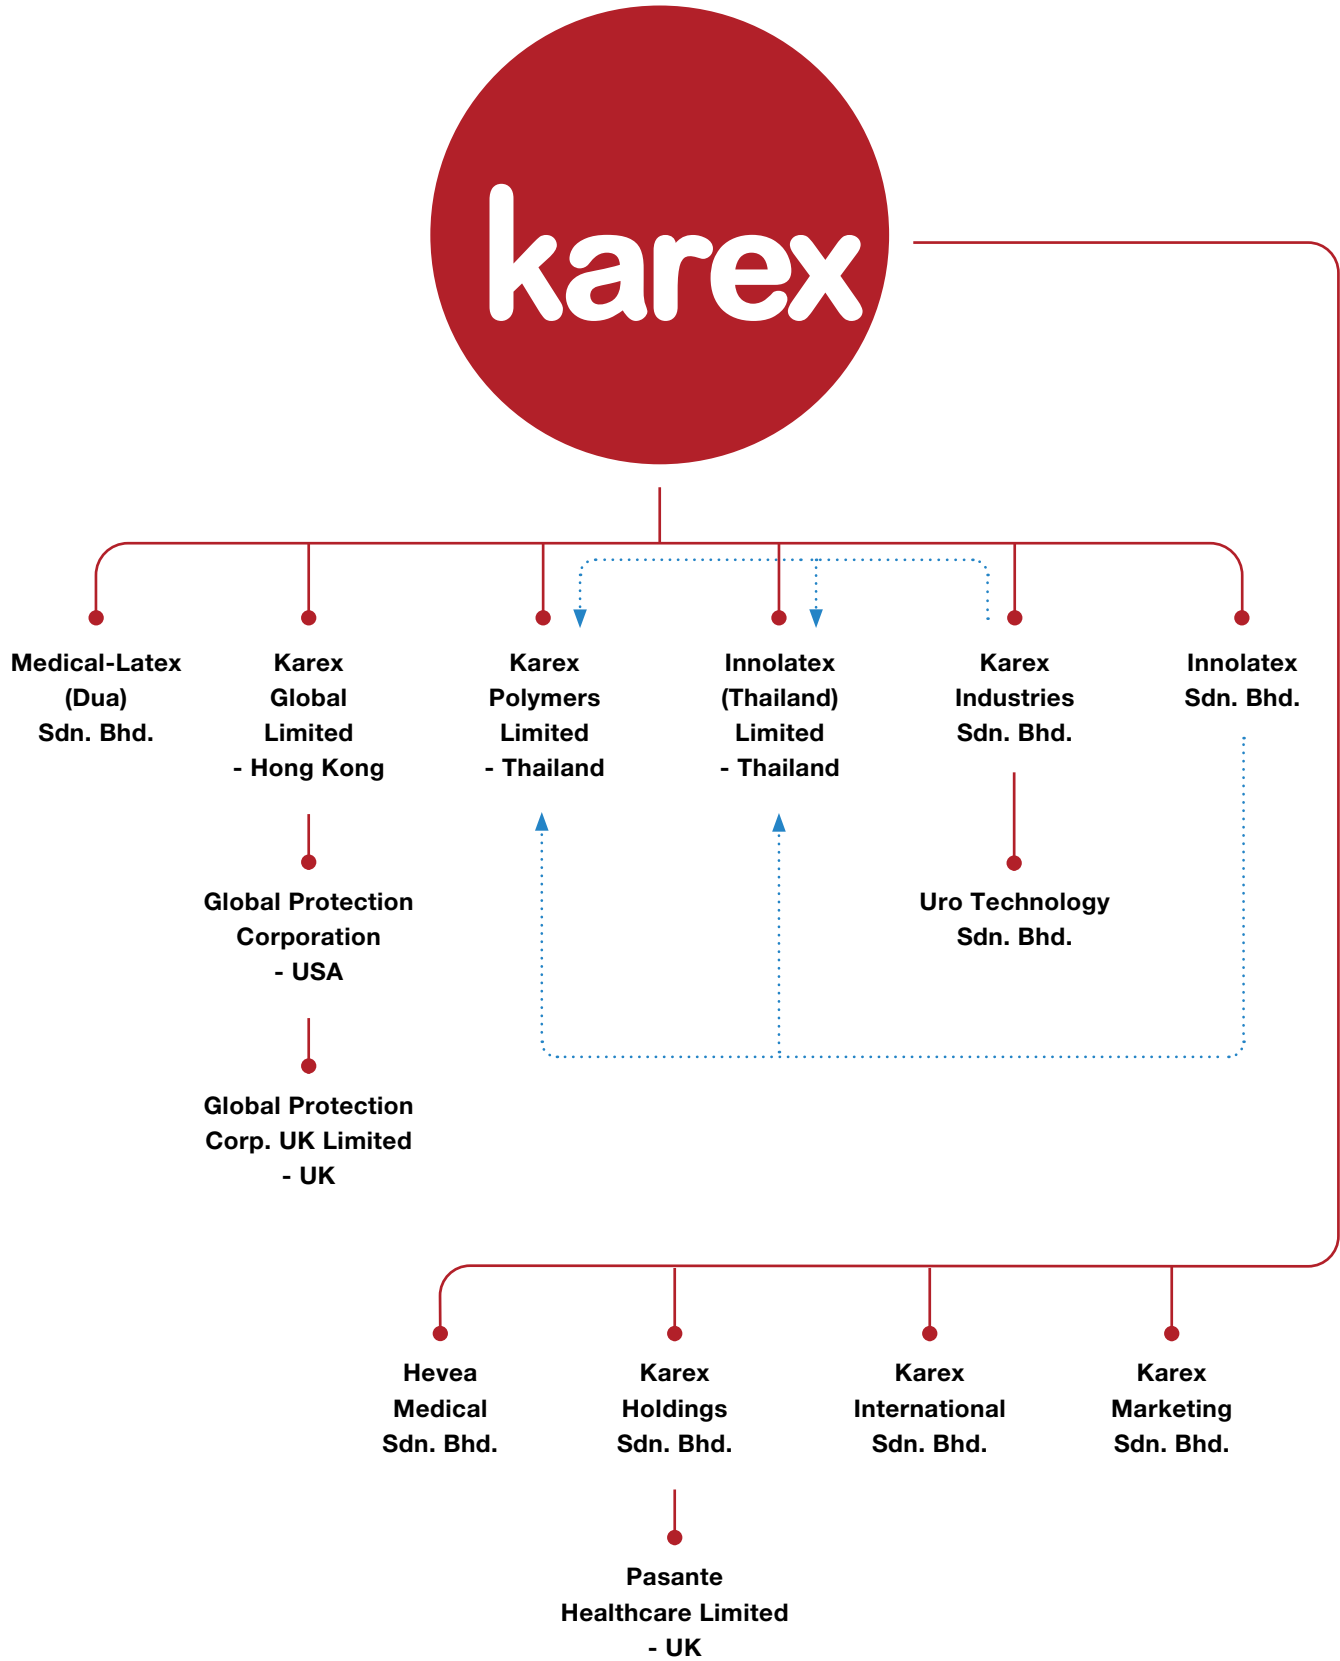 karex
Medical-Latex
(Dua)
Sdn. Bhd.
Karex
Global
Limited
- Hong Kong
Karex
Polymers
Limited
- Thailand
Innolatex
(Thailand)
Limited
- Thailand
Karex
Industries
Sdn. Bhd.
Innolatex
Sdn. Bhd.
Global Protection
Corporation
- USA
Uro Technology
Sdn. Bhd.
Global Protection
Corp. UK Limited
- UK
Hevea
Medical
Sdn. Bhd.
Karex
Holdings
Sdn. Bhd.
Karex
International
Sdn. Bhd.
Karex
Marketing
Sdn. Bhd.
Pasante
Healthcare Limited
- UK